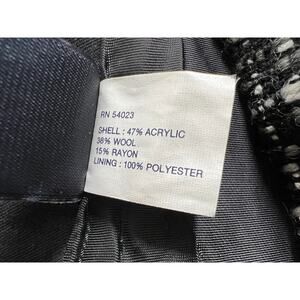 RN 54023
SHELL : 47% ACRYLIC
38% WOOL
15% RAYON
LINING : 100% POLYESTER